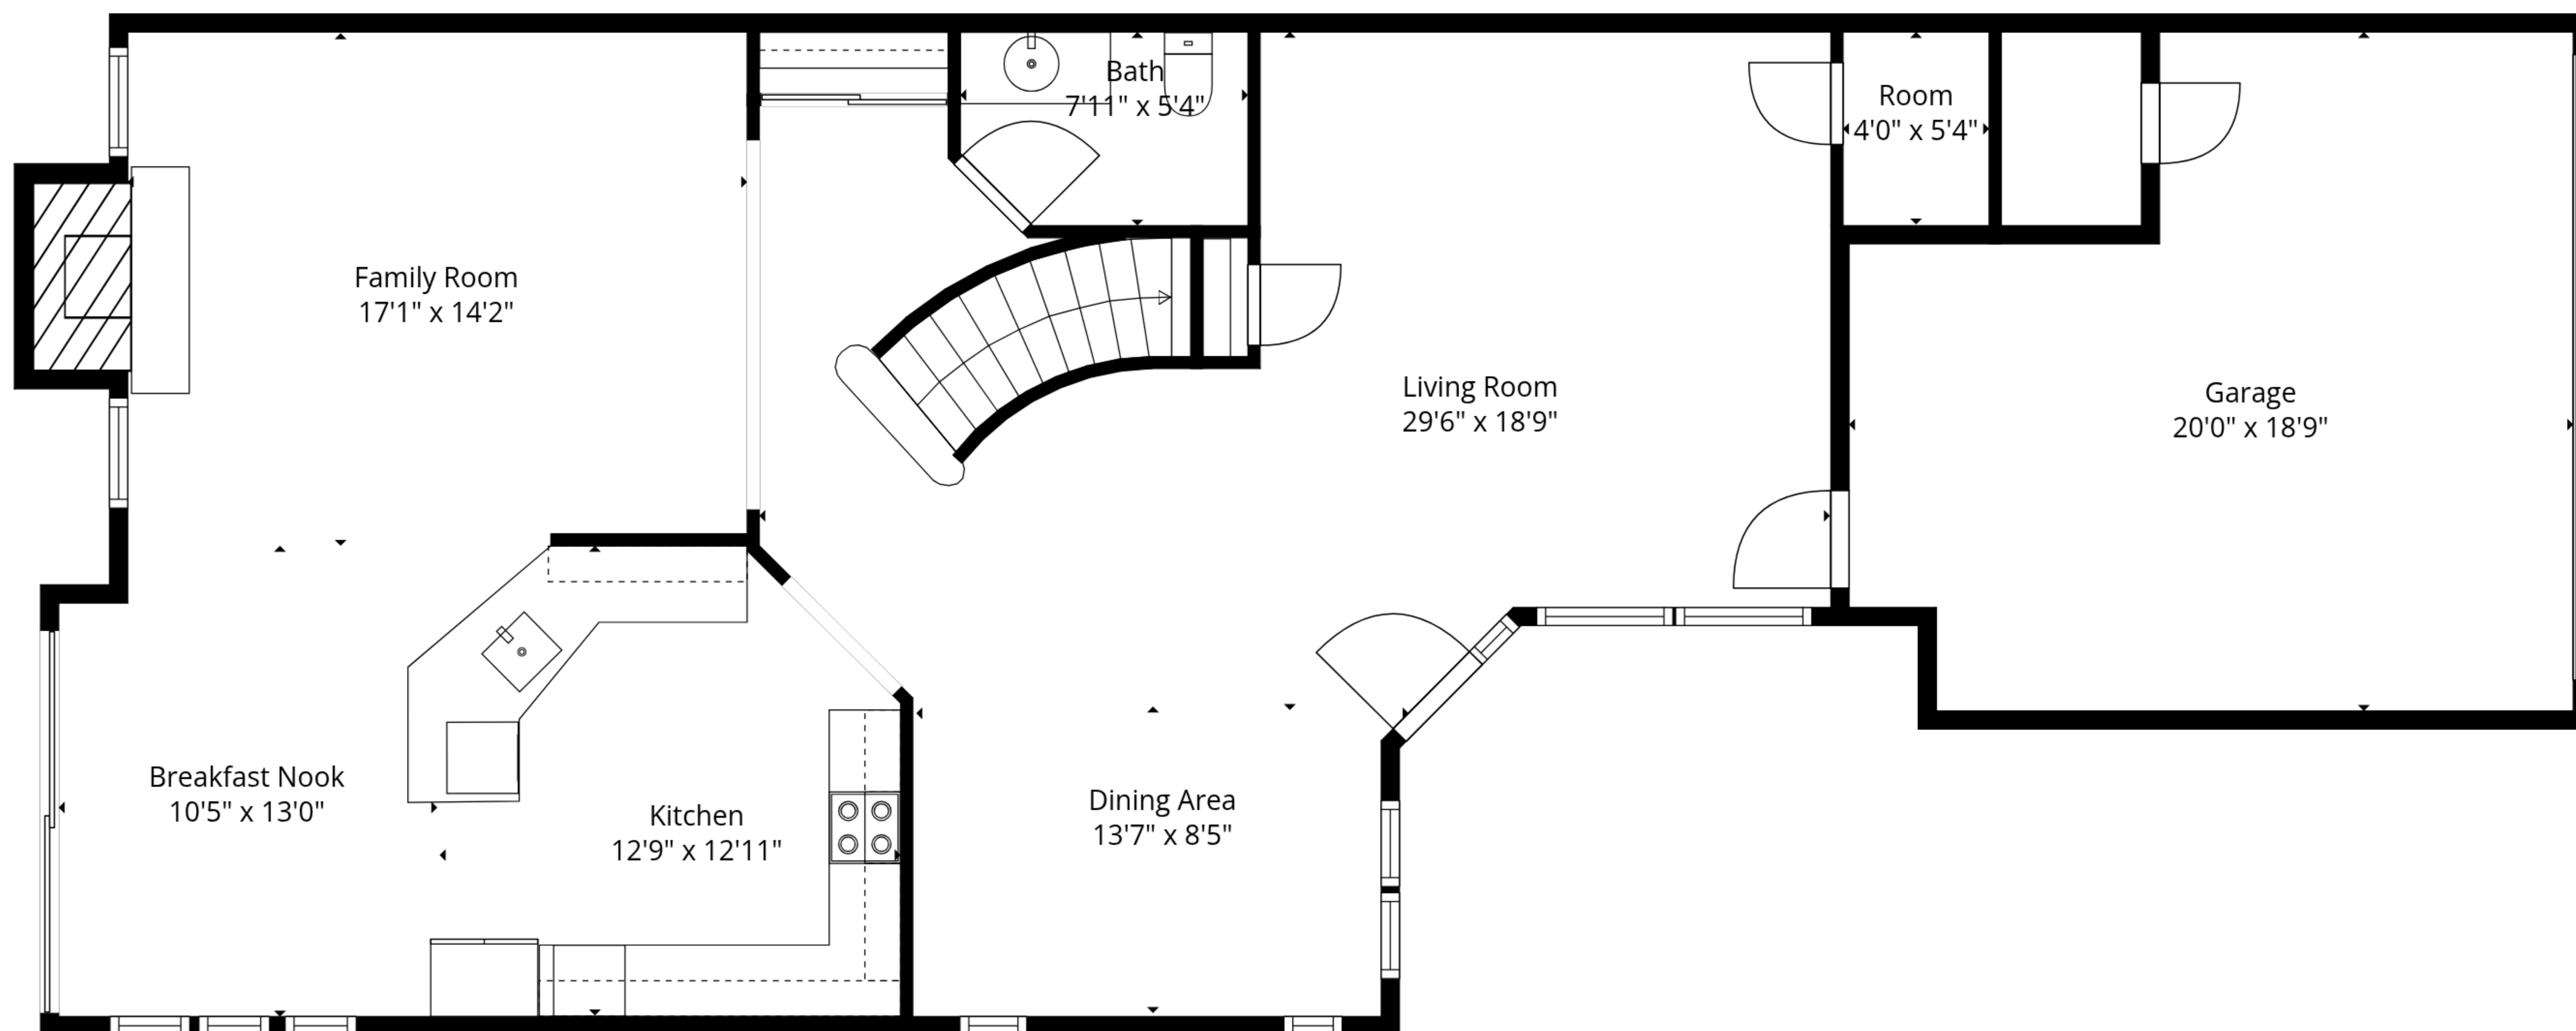 Bath
7'11" x 5'4"
Room
4'0" x 5'4"
Family Room
17'1" x 14'2"
Living Room
29'6" x 18'9"
Garage
20'0" x 18'9"
Breakfast Nook
10'5" x 13'0"
Kitchen
12'9" x 12'11"
Dining Area
13'7" x 8'5"